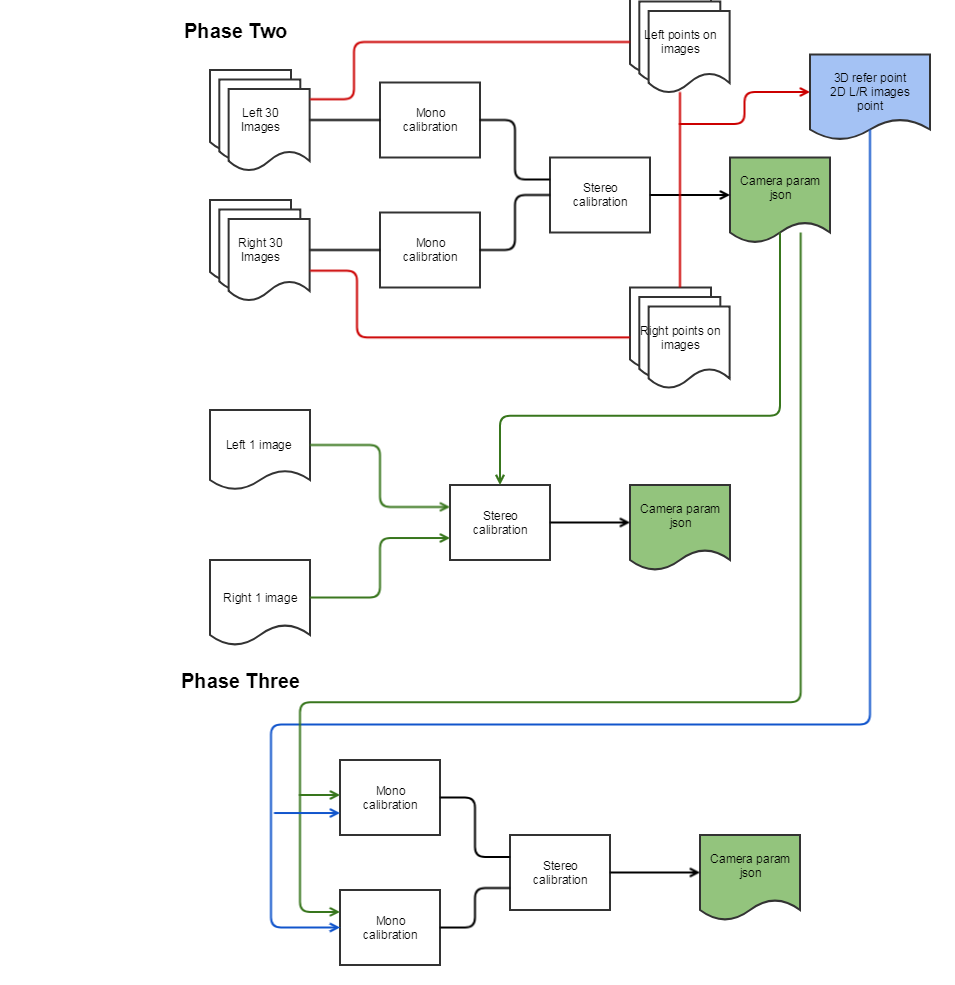 Phase Two
Left points on
images
3D refer point
2D L/R images
point
Left 30
Images
Mono
calibration
Stereo
calibration
Camera param
json
Right 30
Images
Mono
calibration
Right points on
images
Left 1 image
Stereo
calibration
Camera param
json
Right 1 image
Phase Three
Mono
calibration
Stereo
calibration
Camera param
json
Mono
calibration